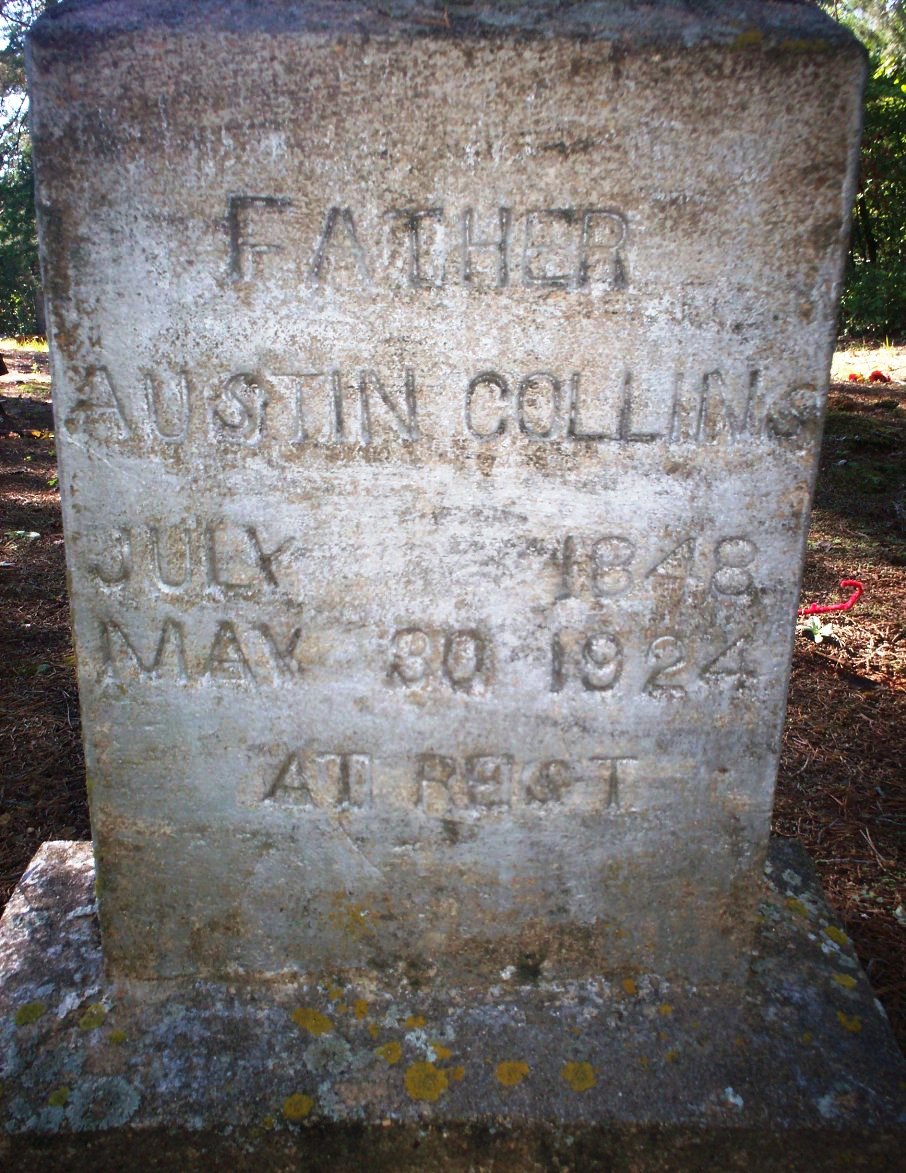 FATHER
AUSTIN COLLINS
JULY 1848
MAY 30 1924
AT REST